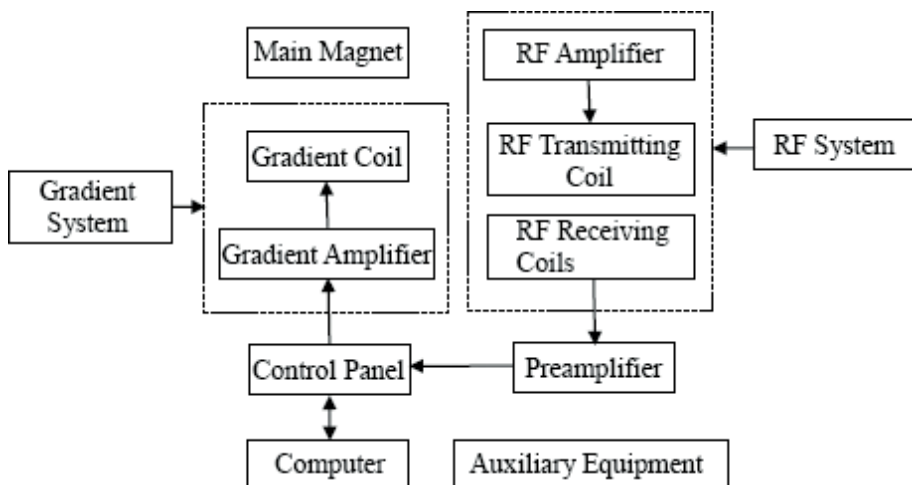 Main Magnet
RF Amplifier
Gradient Coil
RF Transmitting
Coil
RF System
Gradient
System
Gradient Amplifier
RF Receiving
Coils
Control Panel
Preamplifier
Computer
Auxiliary Equipment